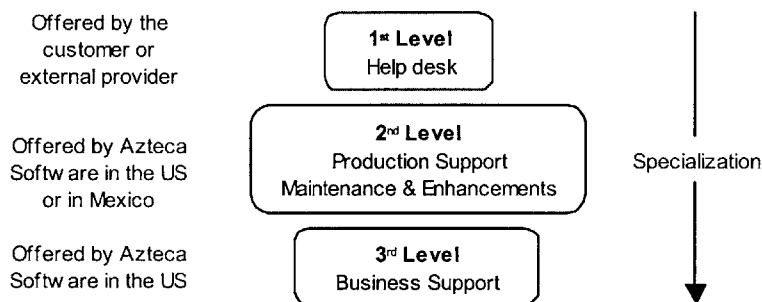 Offered by the
customer or
external provider
1st Level
Help desk
Offered by Azteca
Software in the US
or in Mexico
2nd Level
Production Support
Maintenance & Enhancements
Specialization
Offered by Azteca
Software in the US
3rd Level
Business Support